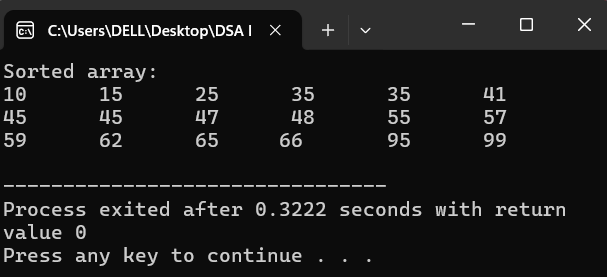 C:\Users\DELL\Desktop\DSA l
Sorted array:
10 15 25 35 35 41
45 45 47 48 55 57
59 62 65 66 95 99
--------------------------------
Process exited after 0.3222 seconds with return
value 0
Press any key to continue . . .